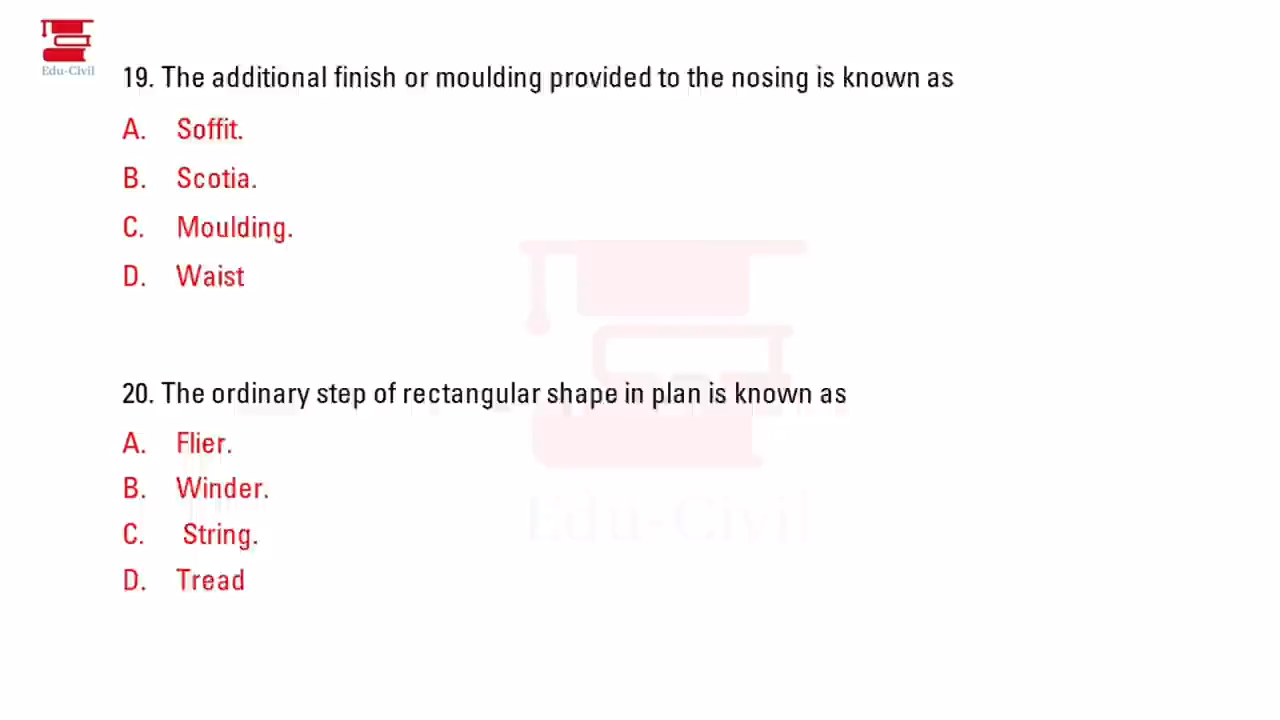 Edu-Civil
19. The additional finish or moulding provided to the nosing is known as
A. Soffit.
B. Scotia.
C. Moulding.
D. Waist
20. The ordinary step of rectangular shape in plan is known as
A. Flier.
B. Winder.
C. String.
D. Tread
Edu-Civil